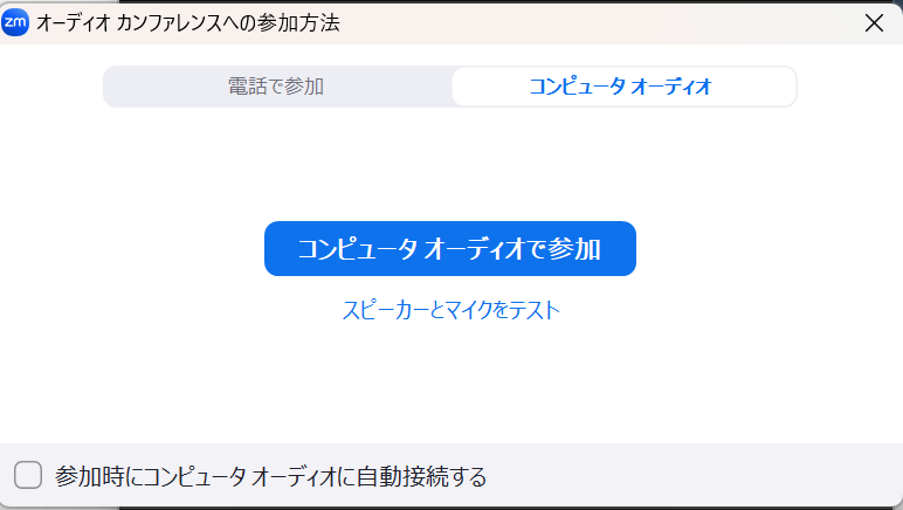 zm オーディオ カンファレンスへの参加方法
電話で参加 コンピュータ オーディオ
コンピュータ オーディオで参加
スピーカーとマイクをテスト
参加時にコンピュータ オーディオに自動接続する